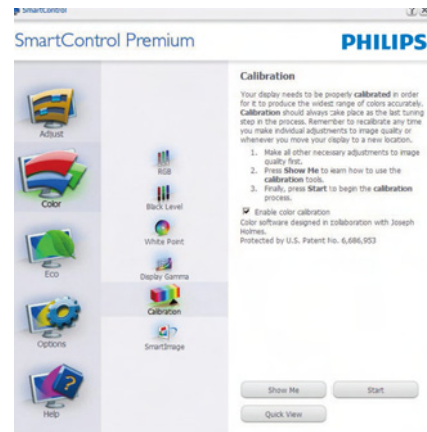 SmartControl
SmartControl Premium
PHILIPS
Adjust
Color
Eco
Options
Help
RGB
Black Level
White Point
Display Gamma
Calibration
SmartImage
Calibration
Your display needs to be properly calibrated in order
for it to produce the widest range of colors accurately.
Calibration should always take place as the last tuning
step in the process. Remember to recalibrate any time
you make individual adjustments to image quality or
whenever you move your display to a new location.
1. Make all other necessary adjustments to image
quality first.
2. Press Show Me to learn how to use the
calibration tools.
3. Finally, press Start to begin the calibration
process.
Enable color calibration
Color software designed in collaboration with Joseph
Holmes.
Protected by U.S. Patent No. 6,686,953
Show Me
Start
Quick View